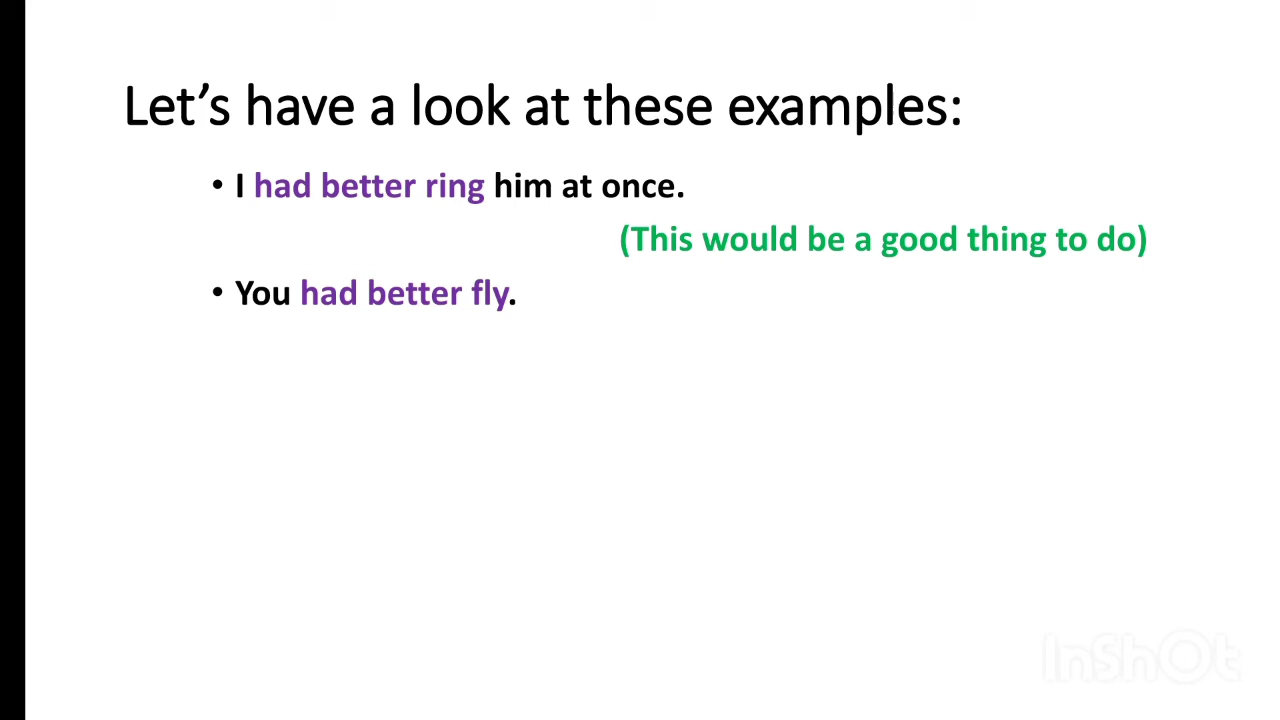 Let’s have a look at these examples:
• I had better ring him at once.
(This would be a good thing to do)
• You had better fly.
InShOt